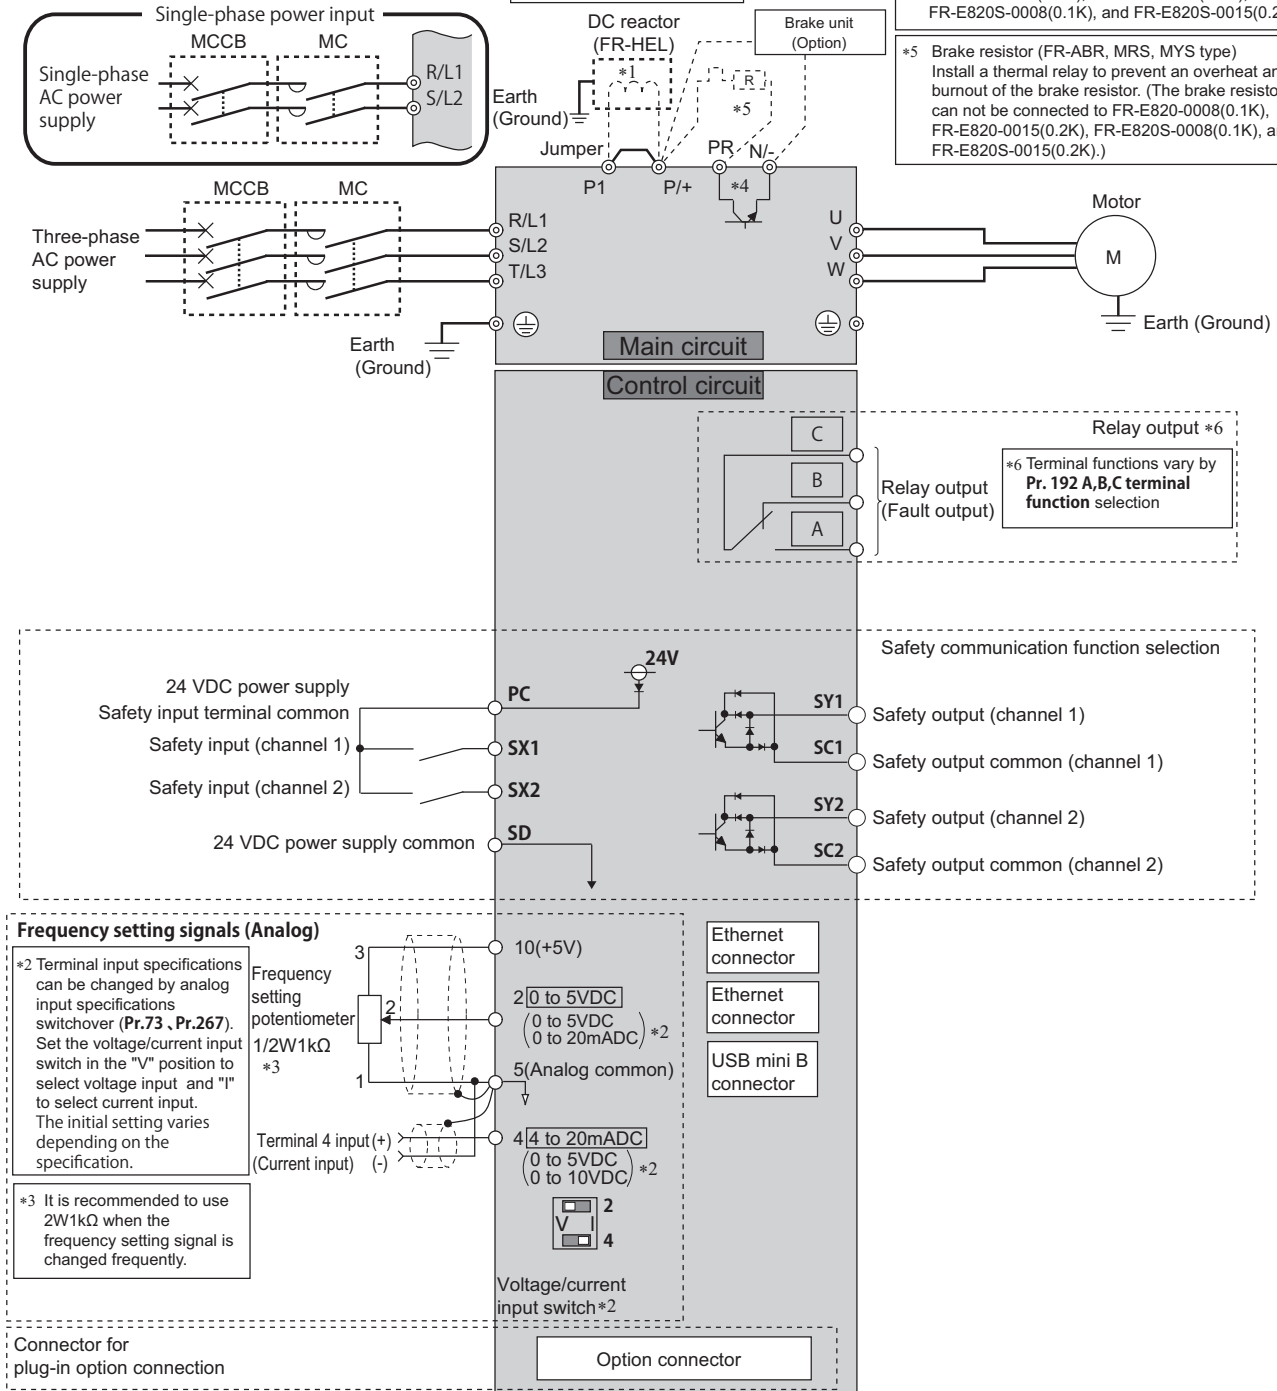 Single-phase power input
MCCB
MC
Single-phase
AC power
supply
R/L1
S/L2
DC reactor
(FR-HEL)
*1
Earth
(Ground)
Brake unit
(Option)
R
*5
Jumper
PR
N/-
P1
P/+
*4
FR-E820S-0008(0.1K), and FR-E820S-0015(0.2
*5 Brake resistor (FR-ABR, MRS, MYS type)
Install a thermal relay to prevent an overheat an
burnout of the brake resistor. (The brake resisto
can not be connected to FR-E820-0008(0.1K),
FR-E820-0015(0.2K), FR-E820S-0008(0.1K), a
FR-E820S-0015(0.2K).)
MCCB
MC
Three-phase
AC power
supply
R/L1
S/L2
T/L3
U
V
W
Motor
M
Earth (Ground)
Earth
(Ground)
Main circuit
Control circuit
C
B
A
Relay output
(Fault output)
Relay output *6
*6 Terminal functions vary by
Pr. 192 A,B,C terminal
function selection
Safety communication function selection
24V
24 VDC power supply
Safety input terminal common
PC
Safety input (channel 1)
SX1
Safety input (channel 2)
SX2
24 VDC power supply common
SD
SY1
Safety output (channel 1)
SC1
Safety output common (channel 1)
SY2
Safety output (channel 2)
SC2
Safety output common (channel 2)
Frequency setting signals (Analog)
*2 Terminal input specifications
can be changed by analog
input specifications
switchover (Pr.73 、Pr.267).
Set the voltage/current input
switch in the "V" position to
select voltage input and "I"
to select current input.
The initial setting varies
depending on the
specification.
*3 It is recommended to use
2W1kΩ when the
frequency setting signal is
changed frequently.
Frequency
setting
potentiometer
1/2W1kΩ
*3
3
2
1
10(+5V)
2 0 to 5VDC
(0 to 5VDC
0 to 20mADC) *2
5(Analog common)
Terminal 4 input (+)
(Current input) (-)
4 4 to 20mADC
(0 to 5VDC
0 to 10VDC) *2
2
V I
4
Voltage/current
input switch *2
Ethernet
connector
Ethernet
connector
USB mini B
connector
Connector for
plug-in option connection
Option connector